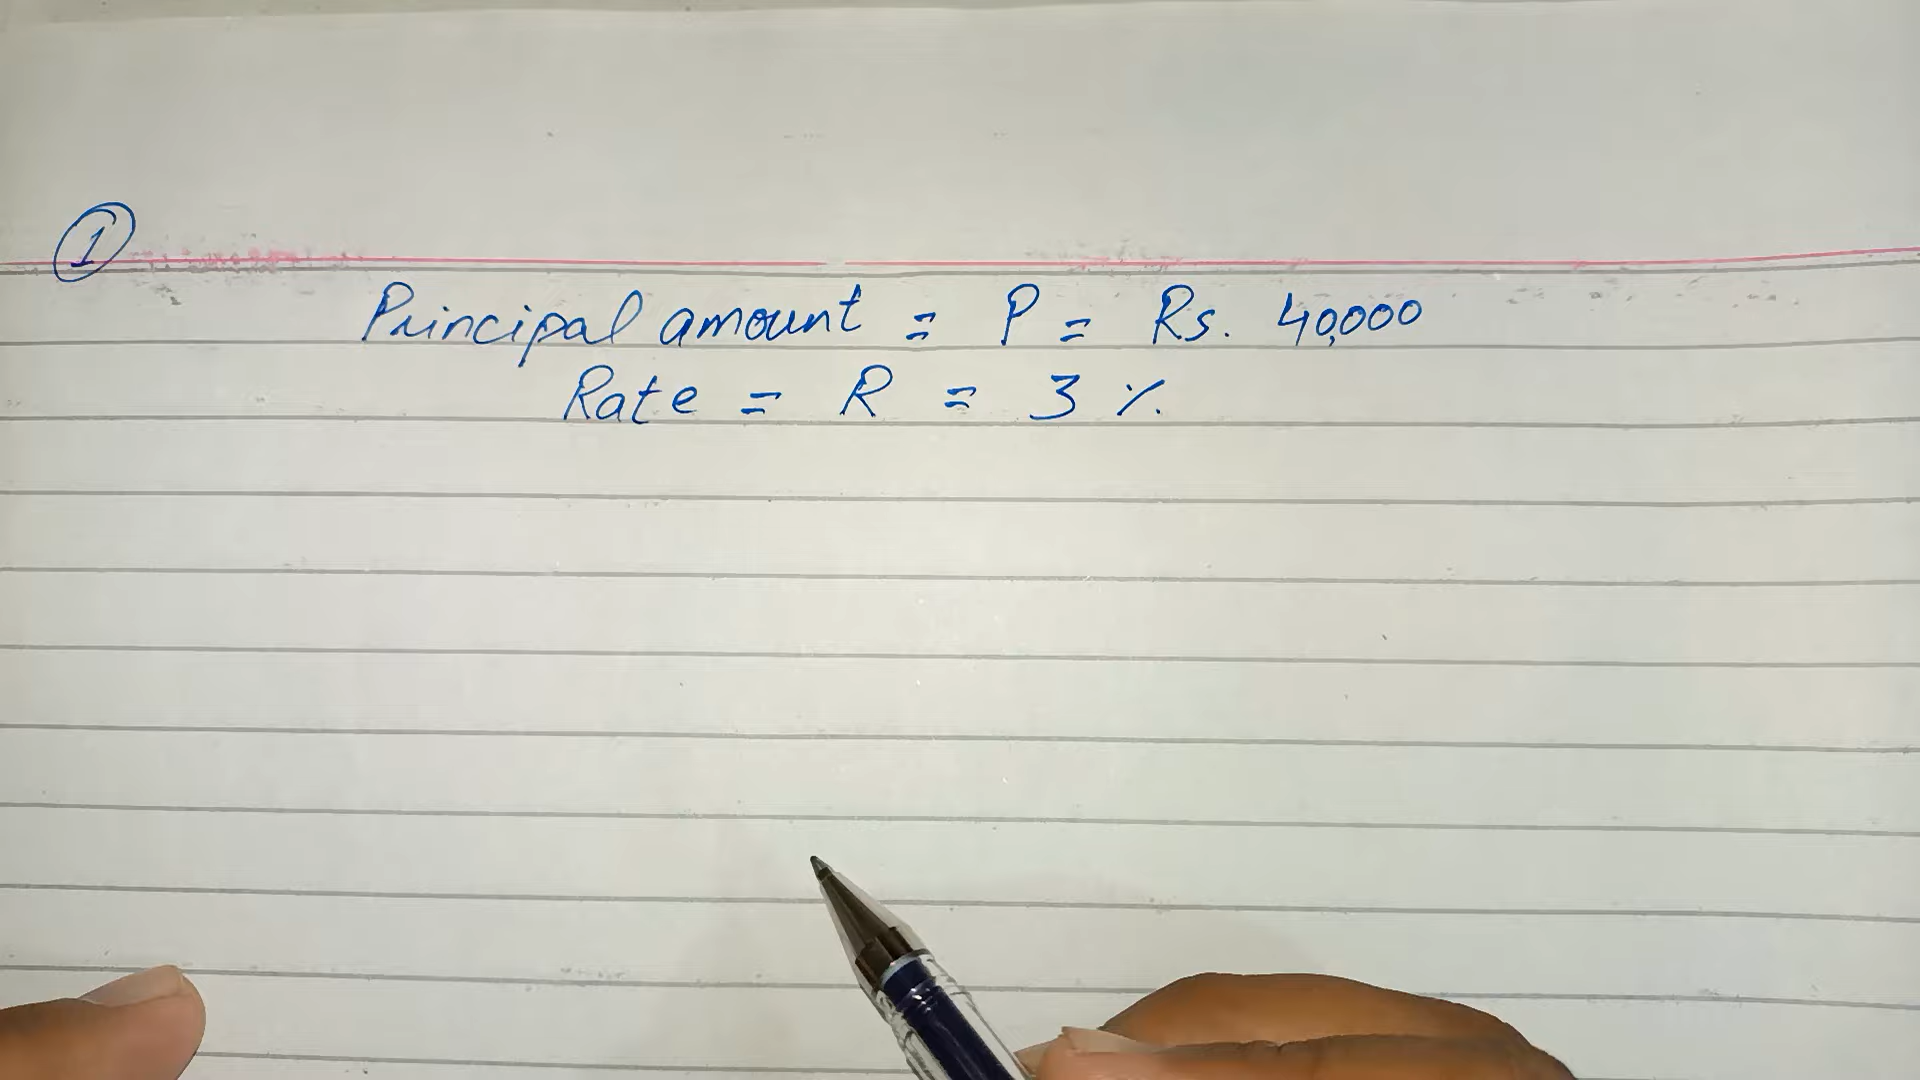 1
Principal amount = P = Rs. 40,000
Rate = R = 3 %